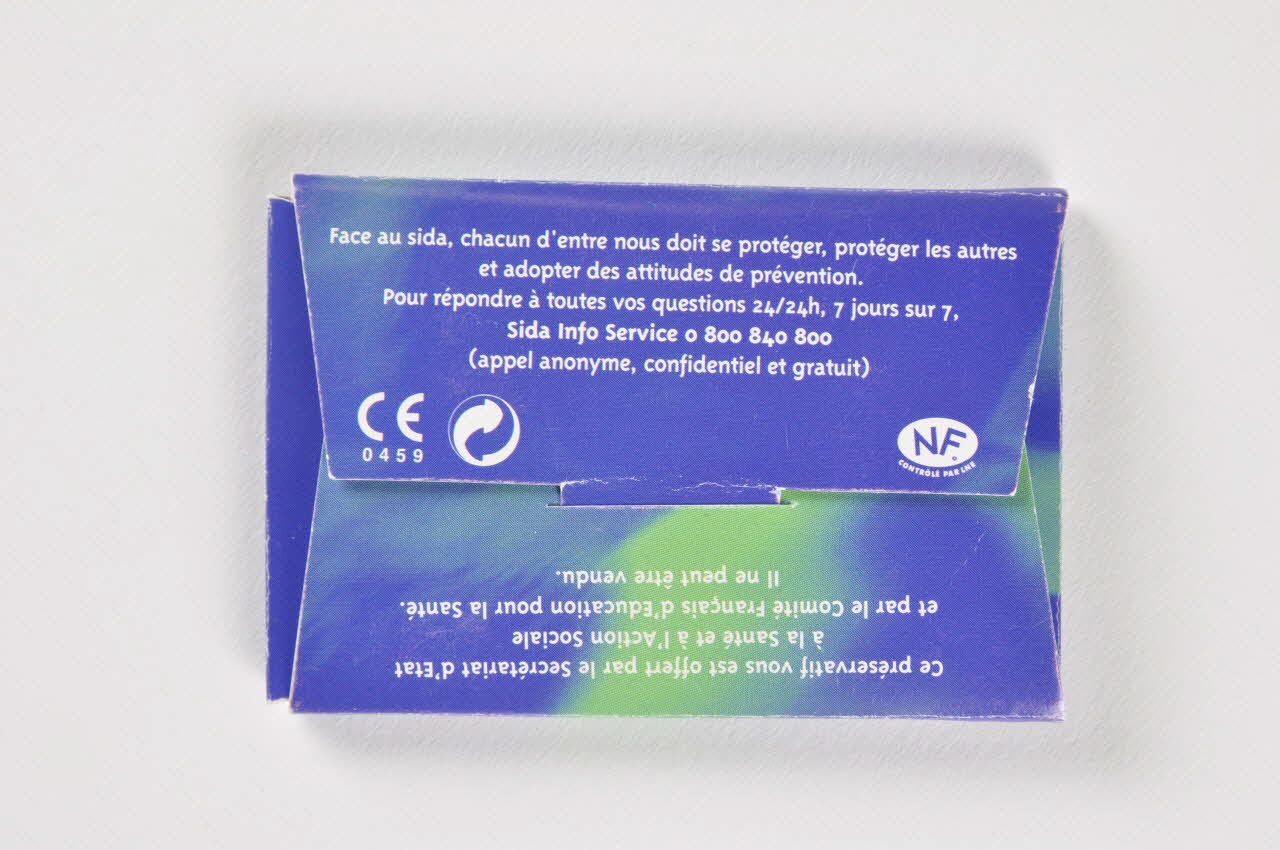 Face au sida, chacun d'entre nous doit se protéger, protéger les autres
et adopter des attitudes de prévention.
Pour répondre à toutes vos questions 24/24h, 7 jours sur 7,
Sida Info Service 0 800 840 800
(appel anonyme, confidentiel et gratuit)
CE
0459
NF
CONTRÔLÉ PAR LNE
Ce préservatif vous est offert par le Secrétariat d'Etat
à la Santé et à l'Action Sociale
et par le Comité Français d'Education pour la Santé.
Il ne peut être vendu.